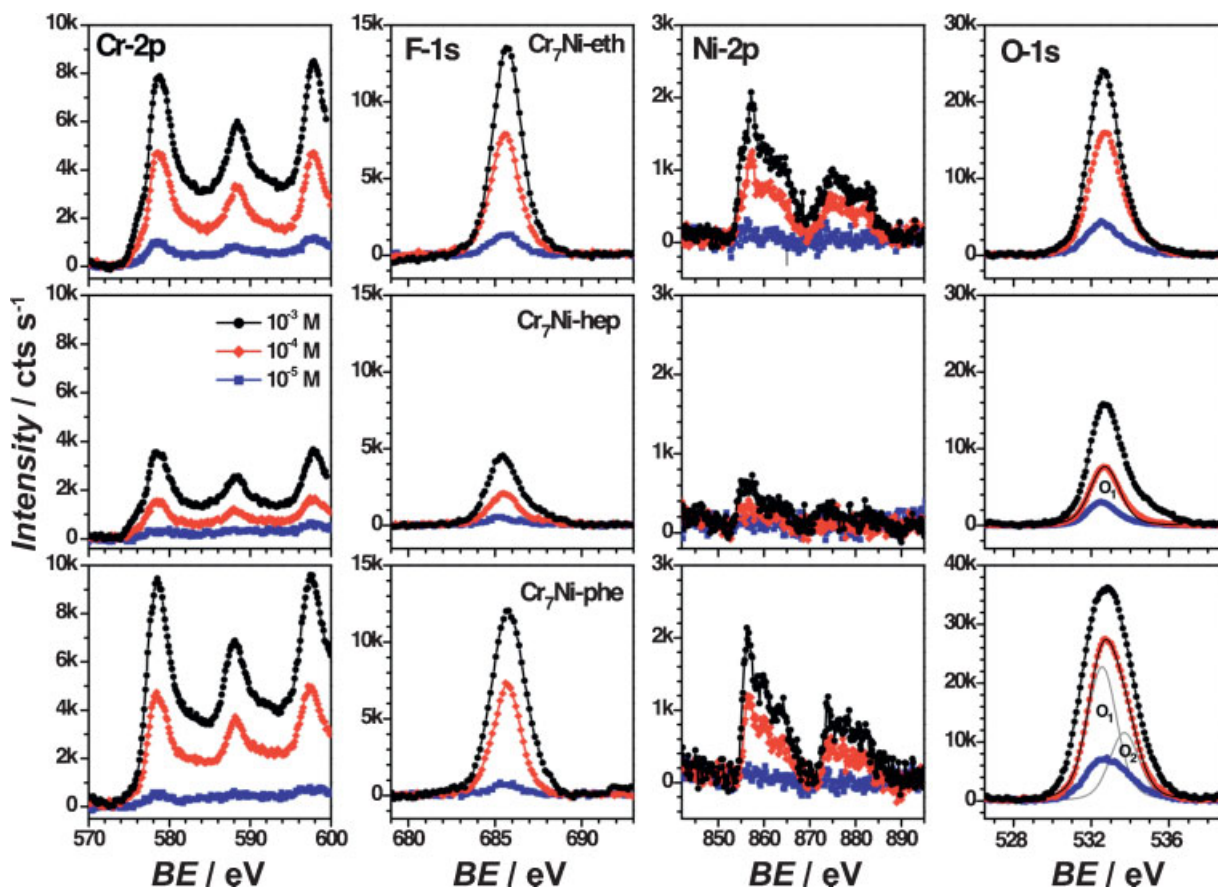 Cr-2p
F-1s
Cr7Ni-eth
Ni-2p
O-1s
10k
8k
6k
4k
2k
0
15k
10k
5k
0
3k
2k
1k
0
30k
20k
10k
0
Intensity / cts s-1
10k
8k
6k
4k
2k
0
10-3 M
10-4 M
10-5 M
15k
10k
5k
0
Cr7Ni-hep
3k
2k
1k
0
30k
20k
10k
0
O1
10k
8k
6k
4k
2k
0
15k
10k
5k
0
Cr7Ni-phe
3k
2k
1k
0
40k
30k
20k
10k
0
O1
O2
570 580 590 600
680 685 690
850 860 870 880 890
528 532 536
BE / eV
BE / eV
BE / eV
BE / eV